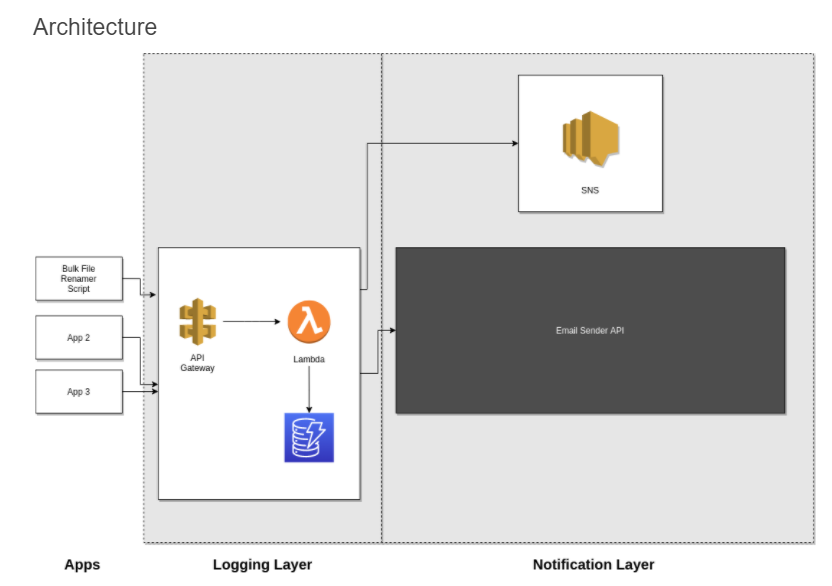 Architecture
SNS
Bulk File
Renamer
Script
App 2
App 3
API
Gateway
Lambda
Email Sender API
Apps
Logging Layer
Notification Layer